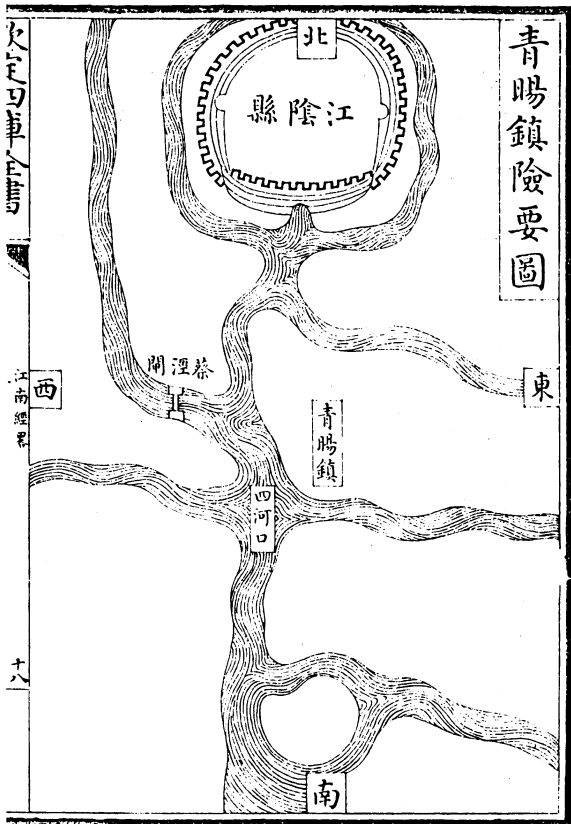 青暘鎮險要圖
北
江陰縣
東
蔡涇閘
青暘鎮
四河口
西
南
欽定四庫全書
江南經畧
十八